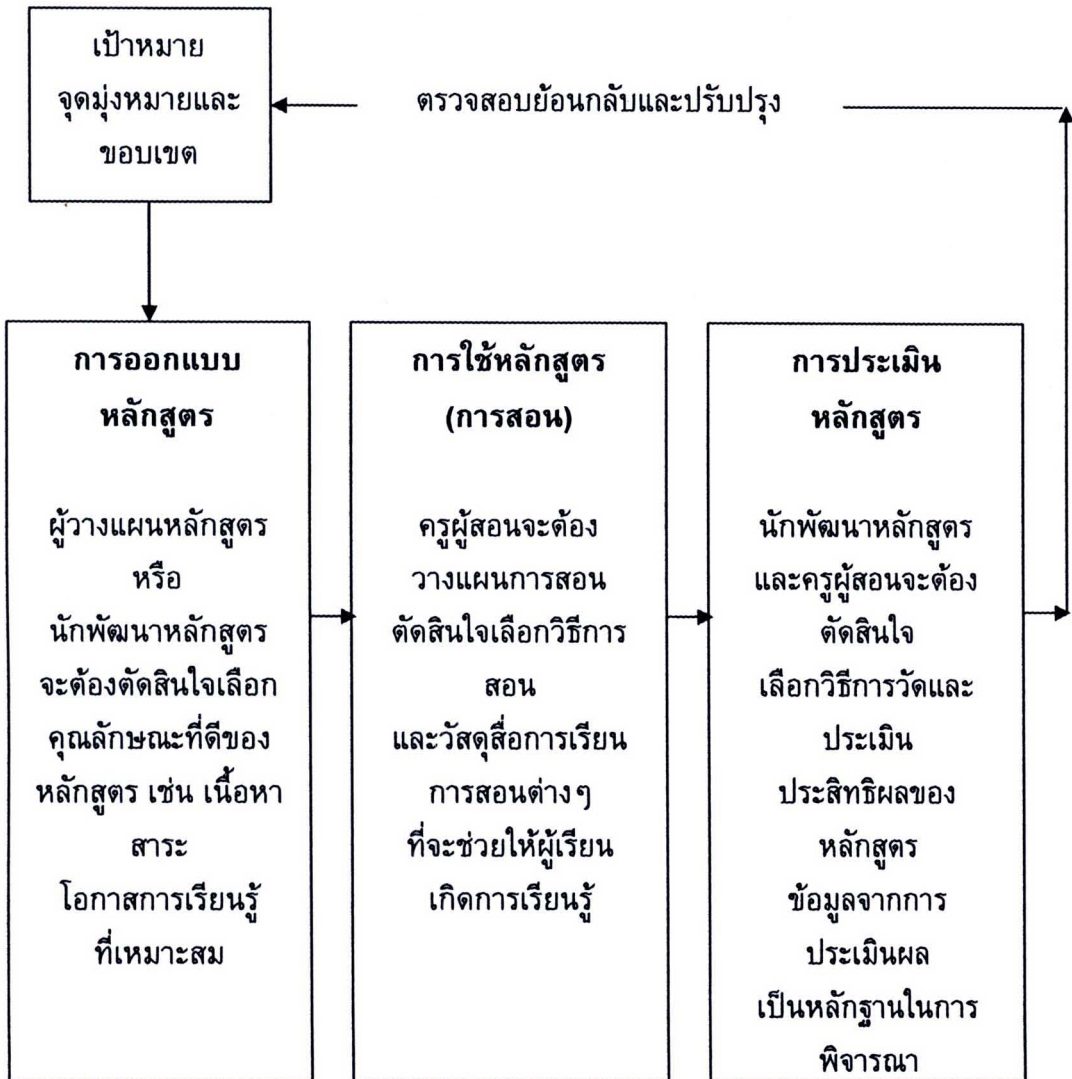 เป้าหมาย
จุดมุ่งหมายและ
ขอบเขต
ตรวจสอบย้อนกลับและปรับปรุง
การออกแบบ
หลักสูตร
ผู้วางแผนหลักสูตร
หรือ
นักพัฒนาหลักสูตร
จะต้องตัดสินใจเลือก
คุณลักษณะที่ดีของ
หลักสูตร เช่น เนื้อหา
สาระ
โอกาสการเรียนรู้
ที่เหมาะสม
การใช้หลักสูตร
(การสอน)
ครูผู้สอนจะต้อง
วางแผนการสอน
ตัดสินใจเลือกวิธีการ
สอน
และวัสดุสื่อการเรียน
การสอนต่างๆ
ที่จะช่วยให้ผู้เรียน
เกิดการเรียนรู้
การประเมิน
หลักสูตร
นักพัฒนาหลักสูตร
และครูผู้สอนจะต้อง
ตัดสินใจ
เลือกวิธีการวัดและ
ประเมิน
ประสิทธิผลของ
หลักสูตร
ข้อมูลจากการ
ประเมินผล
เป็นหลักฐานในการ
พิจารณา